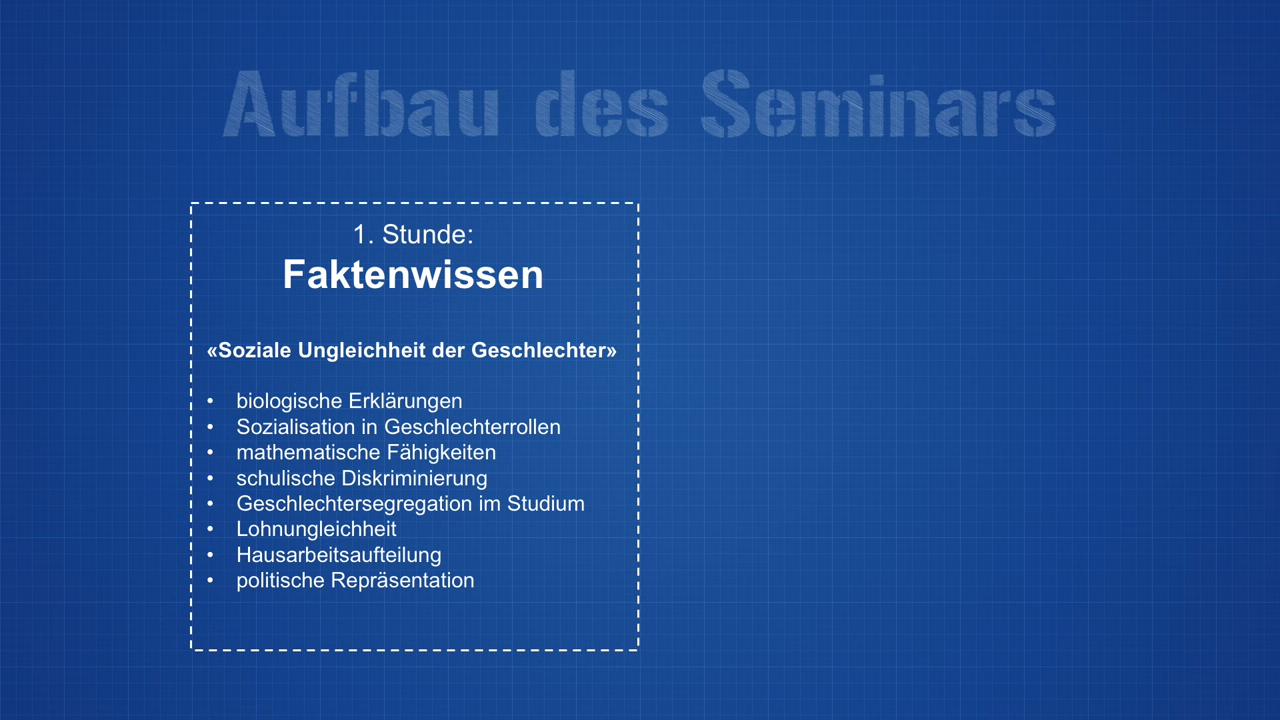 Aufbau des Seminars
1. Stunde:
Faktenwissen
«Soziale Ungleichheit der Geschlechter»
• biologische Erklärungen
• Sozialisation in Geschlechterrollen
• mathematische Fähigkeiten
• schulische Diskriminierung
• Geschlechtersegregation im Studium
• Lohnungleichheit
• Hausarbeitsaufteilung
• politische Repräsentation